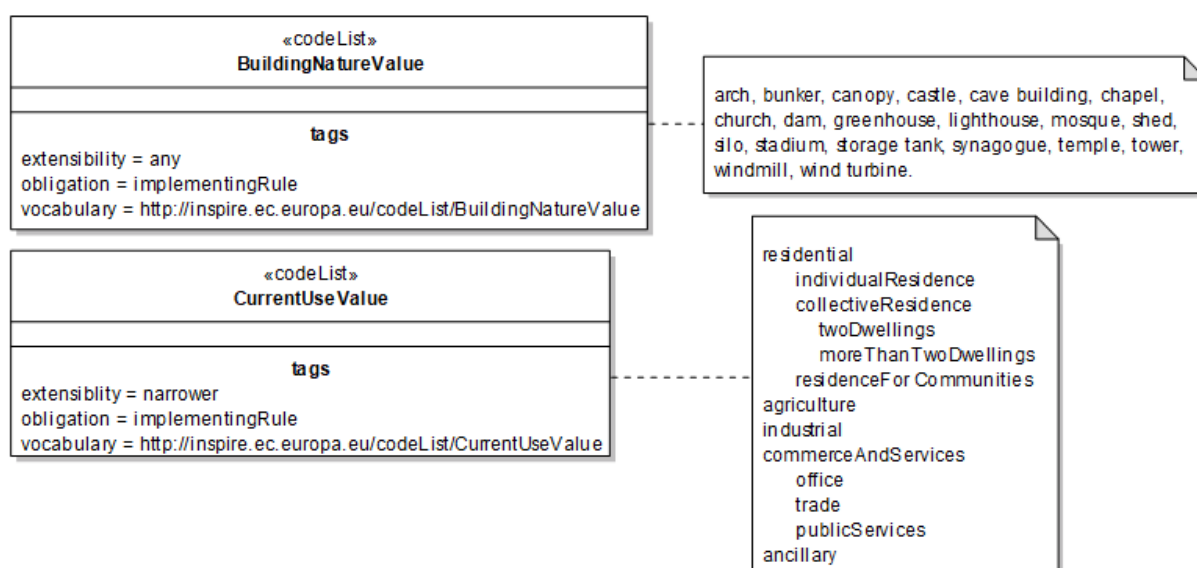 «codeList»
BuildingNatureValue
tags
extensibility = any
obligation = implementingRule
vocabulary = http://inspire.ec.europa.eu/codeList/BuildingNatureValue
arch, bunker, canopy, castle, cave building, chapel,
church, dam, greenhouse, lighthouse, mosque, shed,
silo, stadium, storage tank, synagogue, temple, tower,
windmill, wind turbine.
«codeList»
CurrentUseValue
tags
extensiblity = narrower
obligation = implementingRule
vocabulary = http://inspire.ec.europa.eu/codeList/CurrentUseValue
residential
individualResidence
collectiveResidence
twoDwellings
moreThanTwoDwellings
residenceFor Communities
agriculture
industrial
commerceAndServices
office
trade
publicServices
ancillary